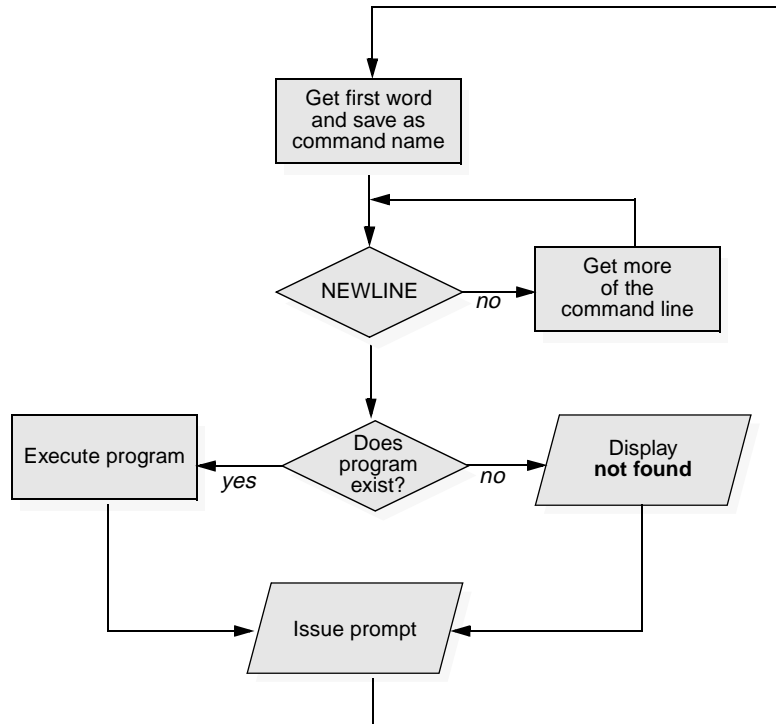 Get first word
and save as
command name
NEWLINE
no
Get more
of the
command line
Execute program
yes
Does
program
exist?
no
Display
not found
Issue prompt